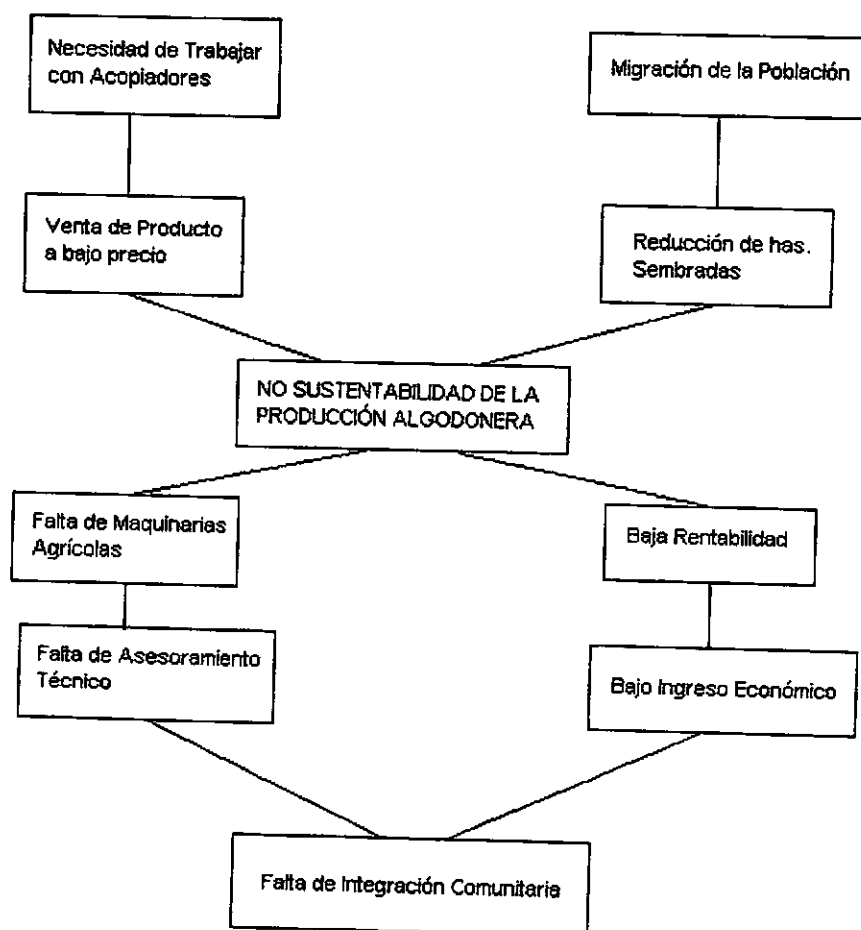 Necesidad de Trabajar
con Acopiadores
Migración de la Población
Venta de Producto
a bajo precio
Reducción de has.
Sembradas
NO SUSTENTABILIDAD DE LA
PRODUCCIÓN ALGODONERA
Falta de Maquinarias
Agrícolas
Baja Rentabilidad
Falta de Asesoramiento
Técnico
Bajo Ingreso Económico
Falta de Integración Comunitaria